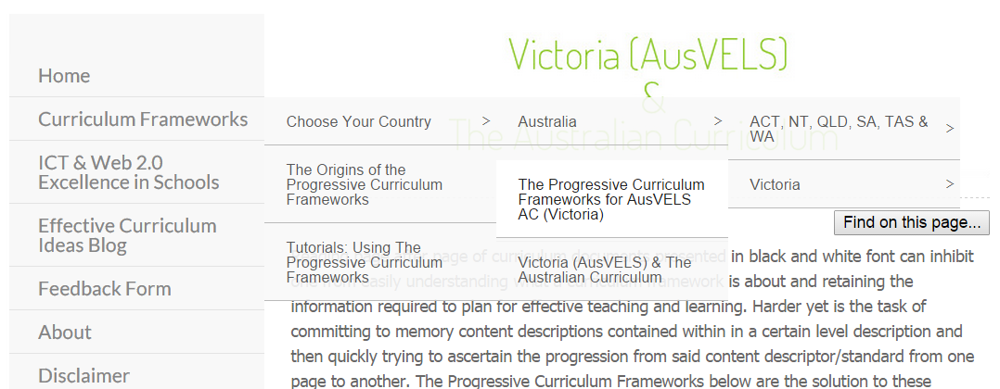 Victoria (AusVELS)
&
The Australian Curriculum
Home
Curriculum Frameworks
ICT & Web 2.0
Excellence in Schools
Effective Curriculum
Ideas Blog
Feedback Form
About
Disclaimer
Choose Your Country >
The Origins of the
Progressive Curriculum
Frameworks
Tutorials: Using The
Progressive Curriculum
Frameworks
Australia >
The Progressive Curriculum
Frameworks for AusVELS
AC (Victoria)
Victoria (AusVELS) & The
Australian Curriculum
ACT, NT, QLD, SA, TAS & >
WA
Victoria >
Find on this page...
page of curriculum documents presented in black and white font can inhibit
one from easily understanding what a curriculum framework is about and retaining the
information required to plan for effective teaching and learning. Harder yet is the task of
committing to memory content descriptions contained within in a certain level description and
then quickly trying to ascertain the progression from said content descriptor/standard from one
page to another. The Progressive Curriculum Frameworks below are the solution to these